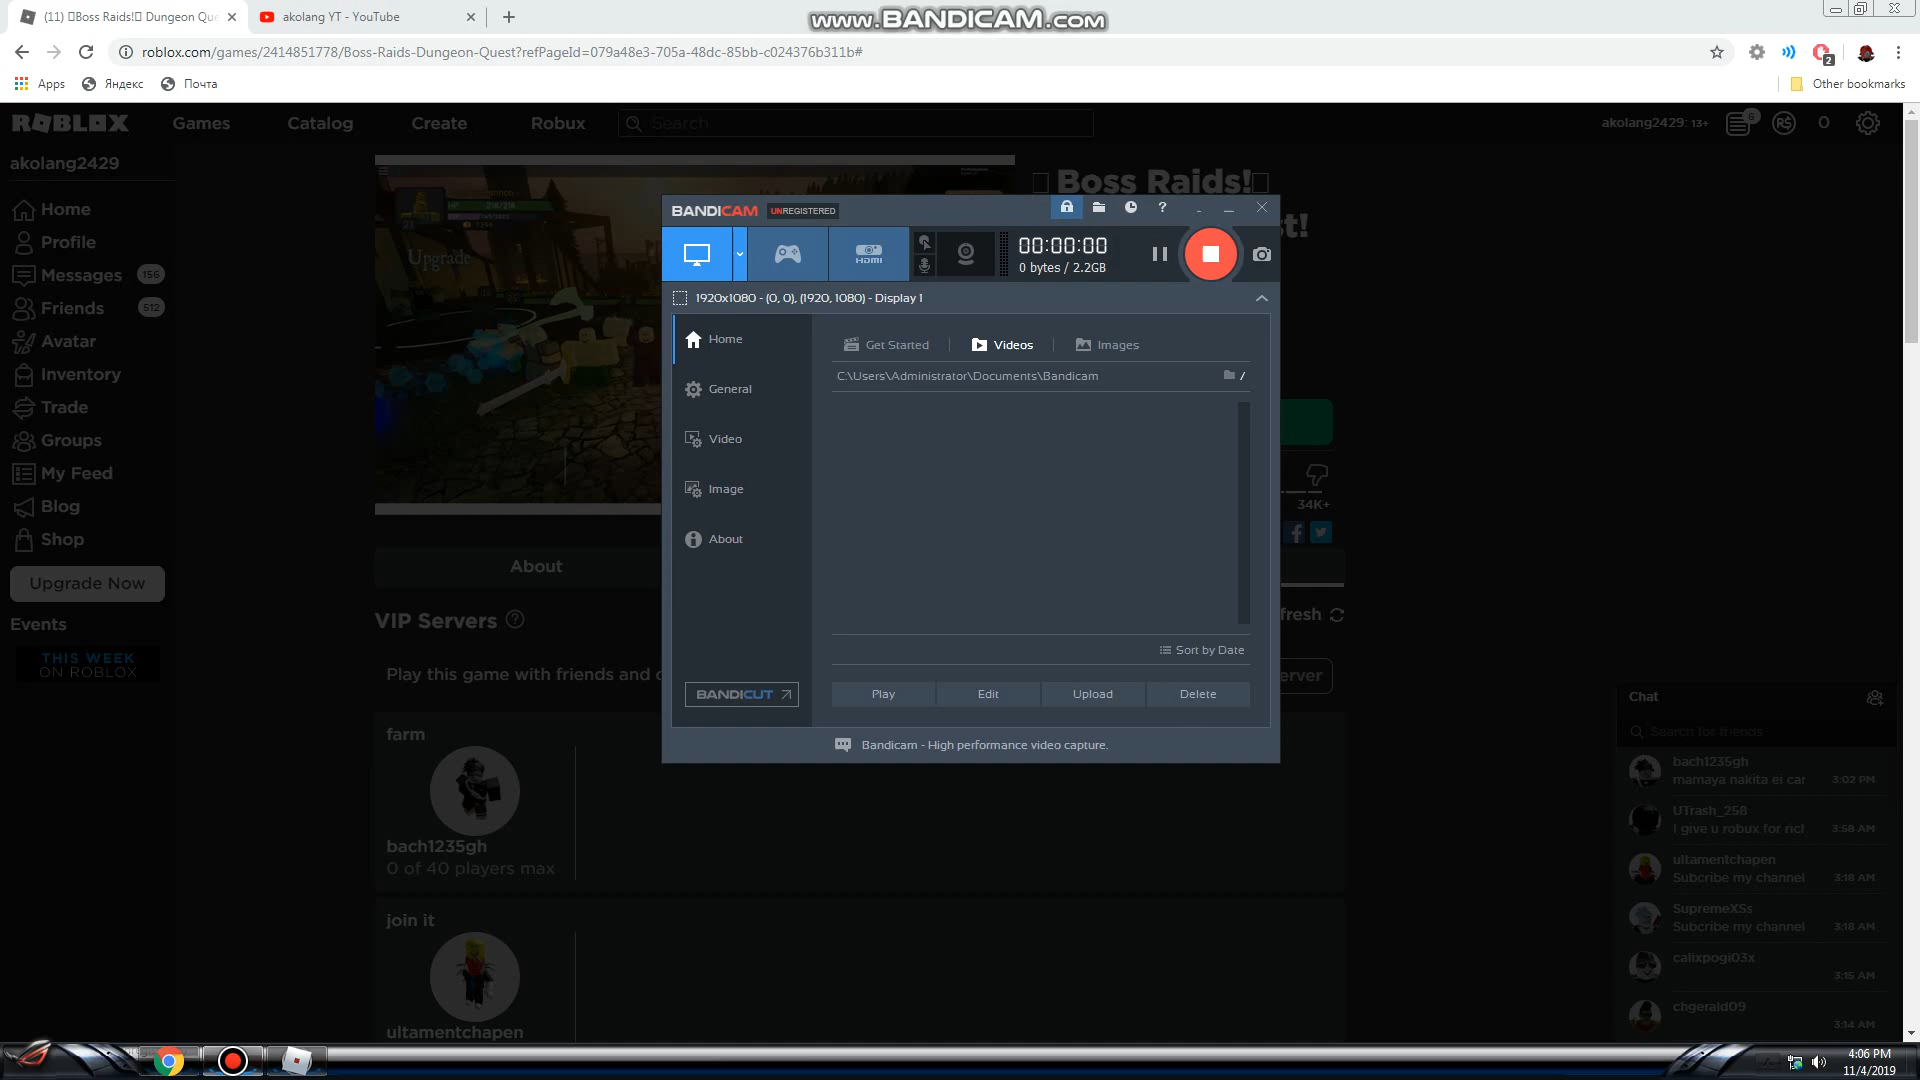 (11) Boss Raids! Dungeon Que
akolang YT - YouTube
www.BANDICAM.com
roblox.com/games/2414851778/Boss-Raids-Dungeon-Quest?refPageId=079a48e3-705a-48dc-85bb-c024376b311b#
2
Apps
Яндекс
Почта
Other bookmarks
ROBLOX
Games
Catalog
Create
Robux
Search
akolang2429: 13+
6
0
akolang2429
Home
Profile
Messages 156
Friends 512
Avatar
Inventory
Trade
Groups
My Feed
Blog
Shop
Upgrade Now
Events
THIS WEEK
ON ROBLOX
Upgrade
Boss Raids!
t!
34K+
About
VIP Servers
fresh
Play this game with friends and o
erver
farm
bach1235gh
0 of 40 players max
join it
ultamentchapen
BANDICAM UNREGISTERED
HDMI
00:00:00
0 bytes / 2.2GB
1920x1080 - (0, 0), (1920, 1080) - Display 1
Home
General
Video
Image
About
Get Started
Videos
Images
C:\Users\Administrator\Documents\Bandicam
/
Sort by Date
BANDICUT
Play
Edit
Upload
Delete
Bandicam - High performance video capture.
Chat
Search for friends
bach1235gh
mamaya nakita ei car 3:02 PM
UTrash_258
I give u robux for rich 3:58 AM
ultamentchapen
Subcribe my channel 3:18 AM
SupremeXSs
Subcribe my channel 3:18 AM
calixpogi03x
3:15 AM
chgerald09
3:14 AM
4:06 PM
11/4/2019